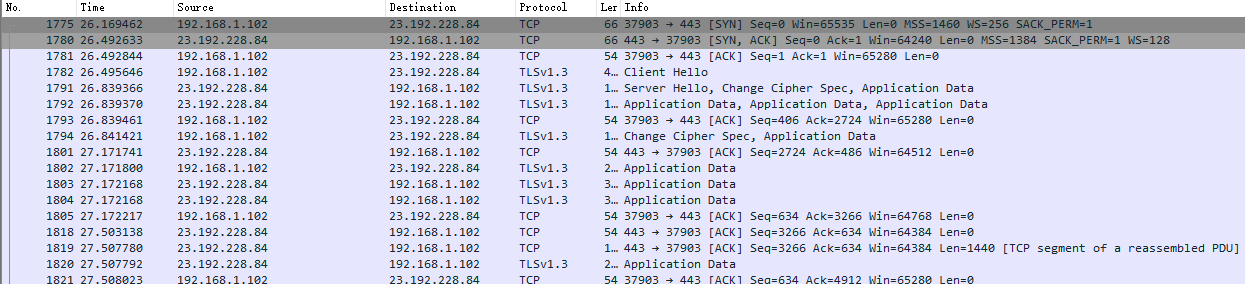 No. Time Source Destination Protocol Ler Info
1775 26.169462 192.168.1.102 23.192.228.84 TCP 66 37903 → 443 [SYN] Seq=0 Win=65535 Len=0 MSS=1460 WS=256 SACK_PERM=1
1780 26.492633 23.192.228.84 192.168.1.102 TCP 66 443 → 37903 [SYN, ACK] Seq=0 Ack=1 Win=64240 Len=0 MSS=1384 SACK_PERM=1 WS=128
1781 26.492844 192.168.1.102 23.192.228.84 TCP 54 37903 → 443 [ACK] Seq=1 Ack=1 Win=65280 Len=0
1782 26.495646 192.168.1.102 23.192.228.84 TLSv1.3 4… Client Hello
1791 26.839366 23.192.228.84 192.168.1.102 TLSv1.3 1… Server Hello, Change Cipher Spec, Application Data
1792 26.839370 23.192.228.84 192.168.1.102 TLSv1.3 1… Application Data, Application Data, Application Data
1793 26.839461 192.168.1.102 23.192.228.84 TCP 54 37903 → 443 [ACK] Seq=406 Ack=2724 Win=65280 Len=0
1794 26.841421 192.168.1.102 23.192.228.84 TLSv1.3 1… Change Cipher Spec, Application Data
1801 27.171741 23.192.228.84 192.168.1.102 TCP 54 443 → 37903 [ACK] Seq=2724 Ack=486 Win=64512 Len=0
1802 27.171800 192.168.1.102 23.192.228.84 TLSv1.3 2… Application Data
1803 27.172168 23.192.228.84 192.168.1.102 TLSv1.3 3… Application Data
1804 27.172168 23.192.228.84 192.168.1.102 TLSv1.3 3… Application Data
1805 27.172217 192.168.1.102 23.192.228.84 TCP 54 37903 → 443 [ACK] Seq=634 Ack=3266 Win=64768 Len=0
1818 27.503138 23.192.228.84 192.168.1.102 TCP 54 443 → 37903 [ACK] Seq=3266 Ack=634 Win=64384 Len=0
1819 27.507780 23.192.228.84 192.168.1.102 TCP 1… 443 → 37903 [ACK] Seq=3266 Ack=634 Win=64384 Len=1440 [TCP segment of a reassembled PDU]
1820 27.507792 23.192.228.84 192.168.1.102 TLSv1.3 2… Application Data
1821 27.508023 192.168.1.102 23.192.228.84 TCP 54 37903 → 443 [ACK] Seq=634 Ack=4912 Win=65280 Len=0